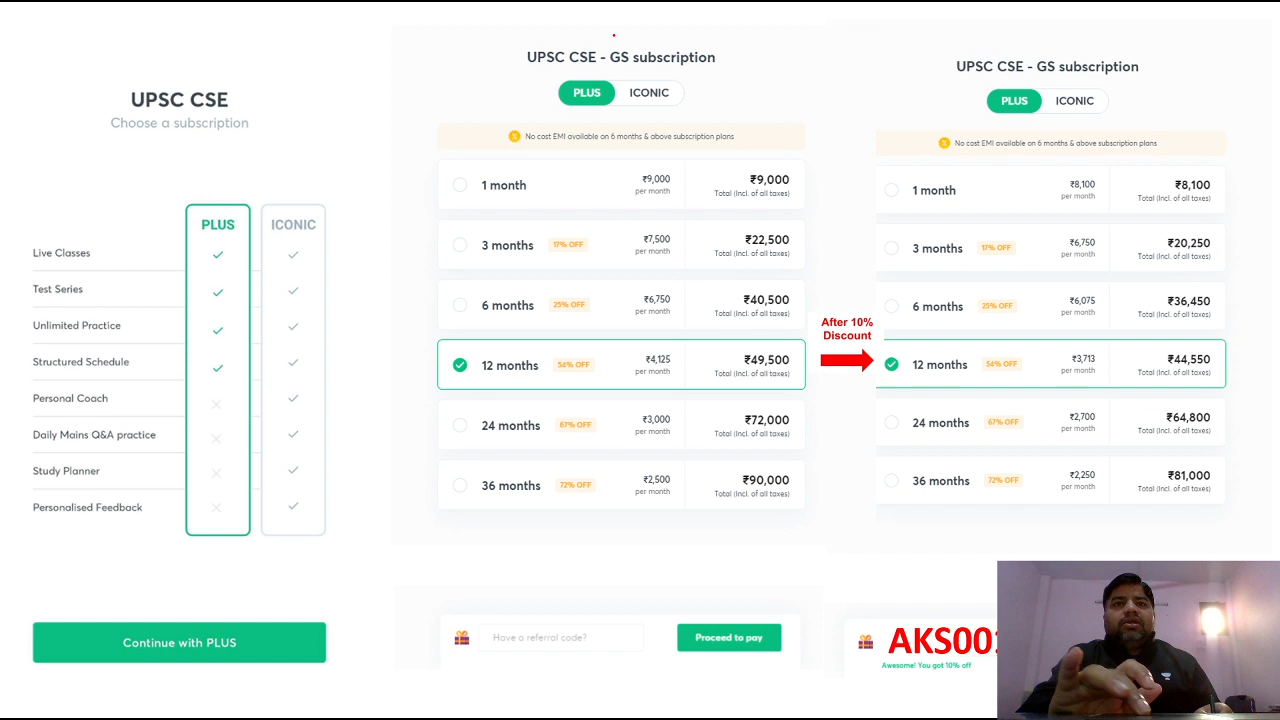 UPSC CSE
Choose a subscription
PLUS ICONIC
Live Classes
Test Series
Unlimited Practice
Structured Schedule
Personal Coach
Daily Mains Q&A practice
Study Planner
Personalised Feedback
Continue with PLUS
UPSC CSE - GS subscription
PLUS ICONIC
No cost EMI available on 6 months & above subscription plans
1 month ₹9,000 per month ₹9,000 Total (Incl. of all taxes)
3 months 17% OFF ₹7,500 per month ₹22,500 Total (Incl. of all taxes)
6 months 25% OFF ₹6,750 per month ₹40,500 Total (Incl. of all taxes)
12 months 54% OFF ₹4,125 per month ₹49,500 Total (Incl. of all taxes)
24 months 67% OFF ₹3,000 per month ₹72,000 Total (Incl. of all taxes)
36 months 72% OFF ₹2,500 per month ₹90,000 Total (Incl. of all taxes)
Have a referral code? Proceed to pay
After 10%
Discount
UPSC CSE - GS subscription
PLUS ICONIC
No cost EMI available on 6 months & above subscription plans
1 month ₹8,100 per month ₹8,100 Total (Incl. of all taxes)
3 months 17% OFF ₹6,750 per month ₹20,250 Total (Incl. of all taxes)
6 months 25% OFF ₹6,075 per month ₹36,450 Total (Incl. of all taxes)
12 months 54% OFF ₹3,713 per month ₹44,550 Total (Incl. of all taxes)
24 months 67% OFF ₹2,700 per month ₹64,800 Total (Incl. of all taxes)
36 months 72% OFF ₹2,250 per month ₹81,000 Total (Incl. of all taxes)
Awesome! You got 10% off